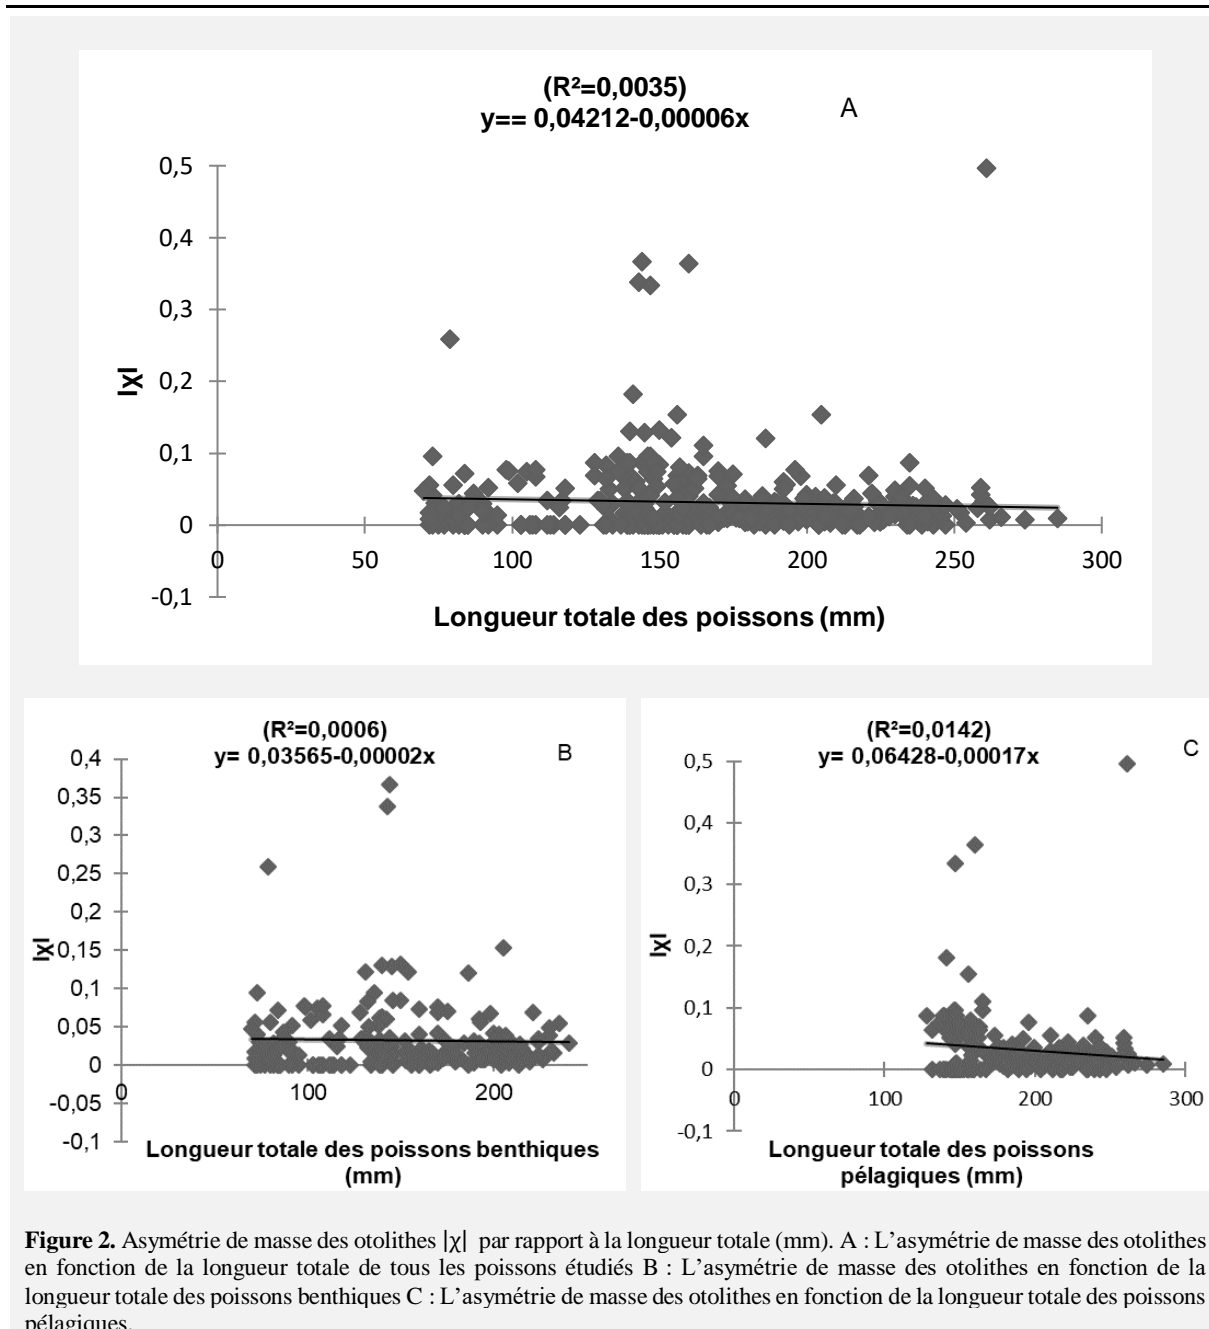 (R²=0,0035)
y== 0,04212-0,00006x
A
0,5
0,4
0,3
0,2
0,1
0
-0,1
IχI
0 50 100 150 200 250 300
Longueur totale des poissons (mm)
(R²=0,0006)
y= 0,03565-0,00002x
B
0,4
0,35
0,3
0,25
0,2
0,15
0,1
0,05
0
-0,05
-0,1
IχI
0 100 200
Longueur totale des poissons benthiques
(mm)
(R²=0,0142)
y= 0,06428-0,00017x
C
0,5
0,4
0,3
0,2
0,1
0
-0,1
IχI
0 100 200 300
Longueur totale des poissons
pélagiques (mm)
Figure 2. Asymétrie de masse des otolithes |χ| par rapport à la longueur totale (mm). A : L’asymétrie de masse des otolithes
en fonction de la longueur totale de tous les poissons étudiés B : L’asymétrie de masse des otolithes en fonction de la
longueur totale des poissons benthiques C : L’asymétrie de masse des otolithes en fonction de la longueur totale des poissons
pélagiques.